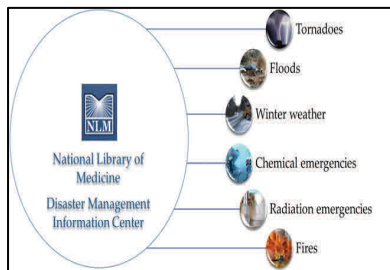 Tornadoes
Floods
Winter weather
Chemical emergencies
Radiation emergencies
Fires
NLM
National Library of
Medicine
Disaster Management
Information Center